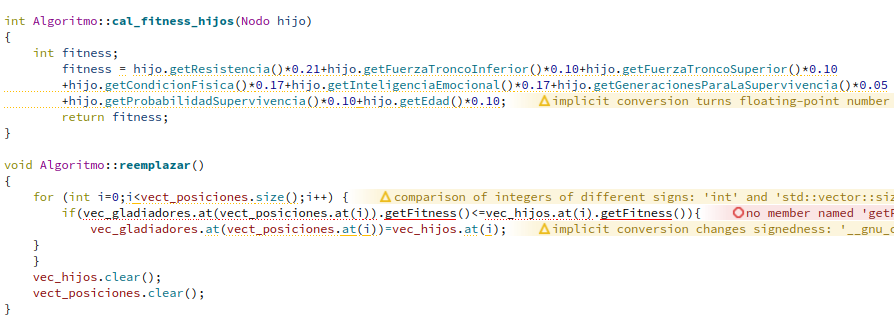 int Algoritmo::cal_fitness_hijos(Nodo hijo)
{
int fitness;
fitness = hijo.getResistencia()*0.21+hijo.getFuerzaTroncoInferior()*0.10+hijo.getFuerzaTroncoSuperior()*0.10
+hijo.getCondicionFisica()*0.17+hijo.getInteligenciaEmocional()*0.17+hijo.getGeneracionesParaLaSupervivencia()*0.05
+hijo.getProbabilidadSupervivencia()*0.10+hijo.getEdad()*0.10; implicit conversion turns floating-point number
return fitness;
}
void Algoritmo::reemplazar()
{
for (int i=0;i<vect_posiciones.size();i++) { comparison of integers of different signs: 'int' and 'std::vector::siz
if(vec_gladiadores.at(vect_posiciones.at(i)).getFitness()<=vec_hijos.at(i).getFitness()){ no member named 'getF
vec_gladiadores.at(vect_posiciones.at(i))=vec_hijos.at(i); implicit conversion changes signedness: '__gnu_c
}
}
vec_hijos.clear();
vect_posiciones.clear();
}